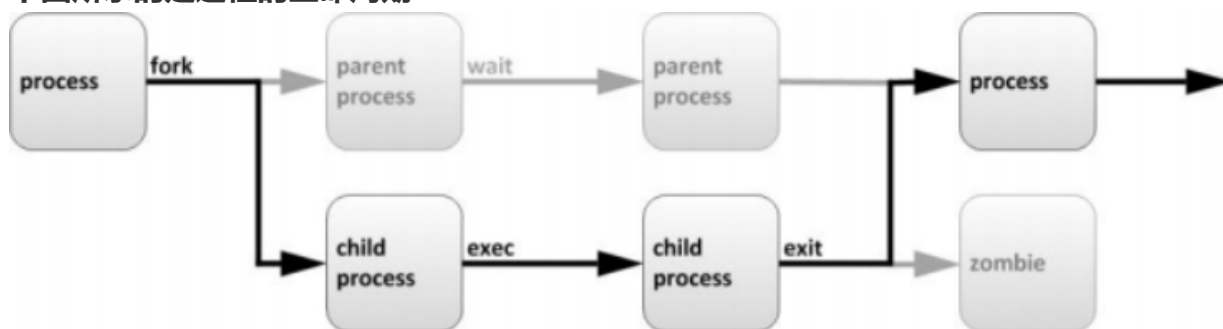 process
fork
parent
process
wait
parent
process
process
child
process
exec
child
process
exit
zombie